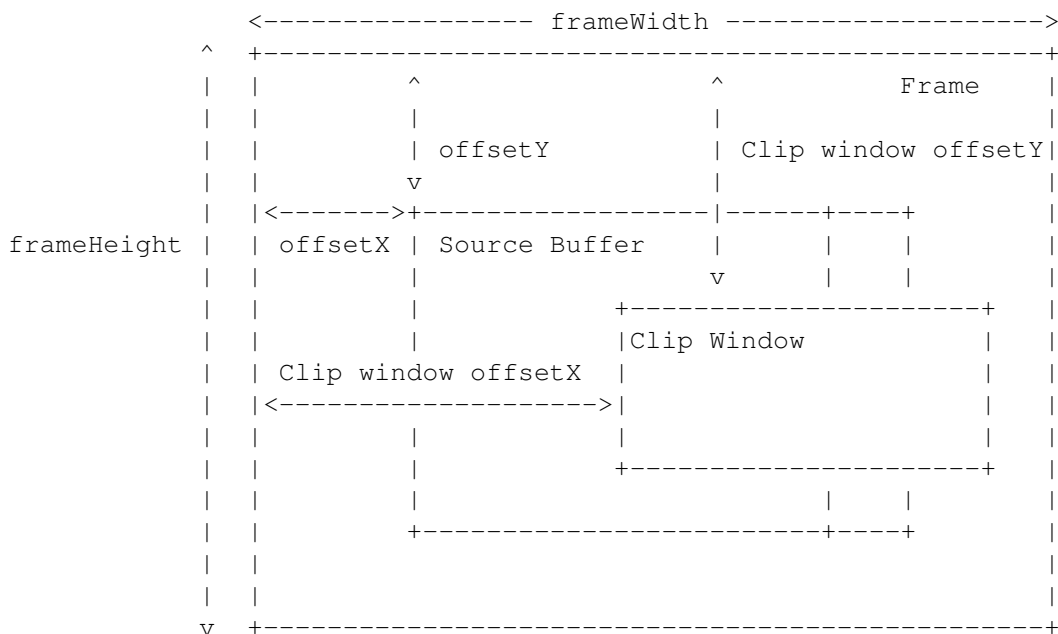 <----------------- frameWidth -------------------->
^ +-------------------------------------------------+
| | ^ ^ Frame |
| | | | |
| | | offsetY | Clip window offsetY|
| | v | |
| |<------->+------------------|------+----+ |
frameHeight | | offsetX | Source Buffer | | | |
| | | v | | |
| | | +----------------------+ |
| | | |Clip Window | |
| | Clip window offsetX | | |
| |<-------------------->| | |
| | | | | |
| | | +----------------------+ |
| | | | | |
| | +-------------------------+----+ |
| | |
| | |
v +-------------------------------------------------+